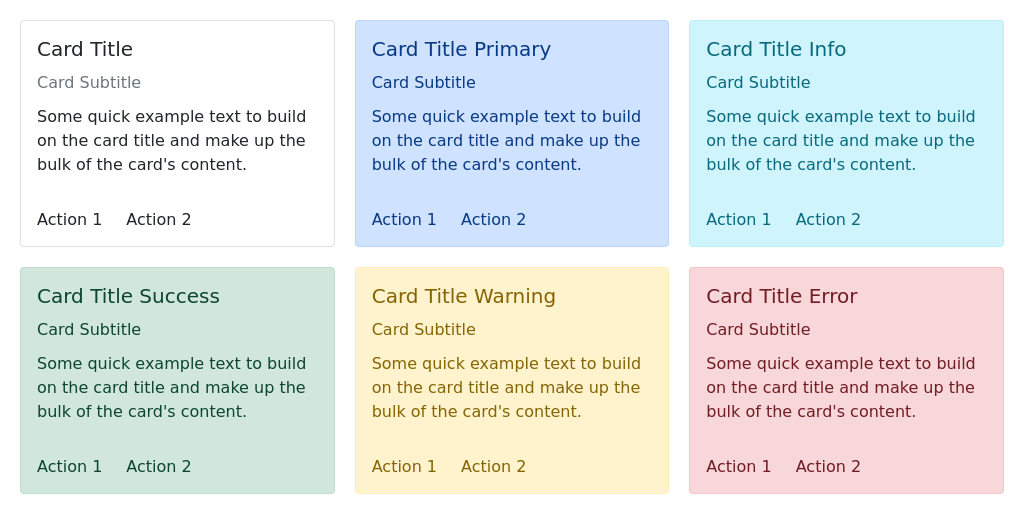 Card Title
Card Subtitle
Some quick example text to build
on the card title and make up the
bulk of the card's content.
Action 1 Action 2
Card Title Primary
Card Subtitle
Some quick example text to build
on the card title and make up the
bulk of the card's content.
Action 1 Action 2
Card Title Info
Card Subtitle
Some quick example text to build
on the card title and make up the
bulk of the card's content.
Action 1 Action 2
Card Title Success
Card Subtitle
Some quick example text to build
on the card title and make up the
bulk of the card's content.
Action 1 Action 2
Card Title Warning
Card Subtitle
Some quick example text to build
on the card title and make up the
bulk of the card's content.
Action 1 Action 2
Card Title Error
Card Subtitle
Some quick example text to build
on the card title and make up the
bulk of the card's content.
Action 1 Action 2